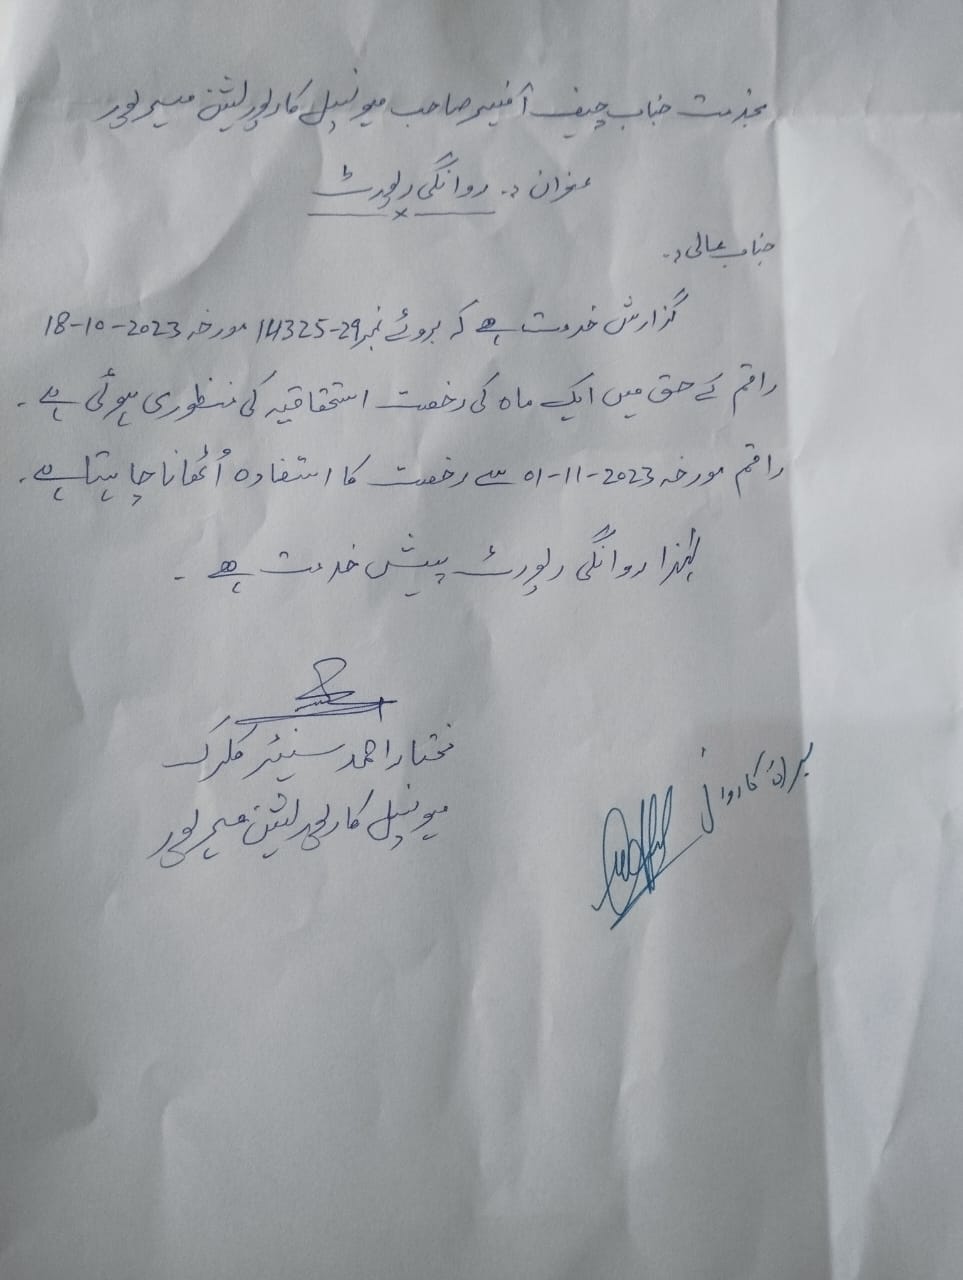 بخدمت جناب چیف آفیسر صاحب میونسپل کارپوریشن میرپور
عنوان :۔ روانگی رپورٹ
جناب عالی :۔
گزارش خدمت ہے کہ بروئے نمبر 29-14325 مورخہ 2023-10-18
راقم کے حق میں ایک ماہ کی رخصت استحقاقیہ کی منظوری ہوئی ہے ۔
راقم مورخہ 2023-11-01 سے رخصت کا استفادہ اُٹھانا چاہتا ہے ۔
لہٰذا روانگی رپورٹ پیش خدمت ہے ۔
مختار احمد سنیئر کلرک
میونسپل کارپوریشن میرپور
برائے کاروائی